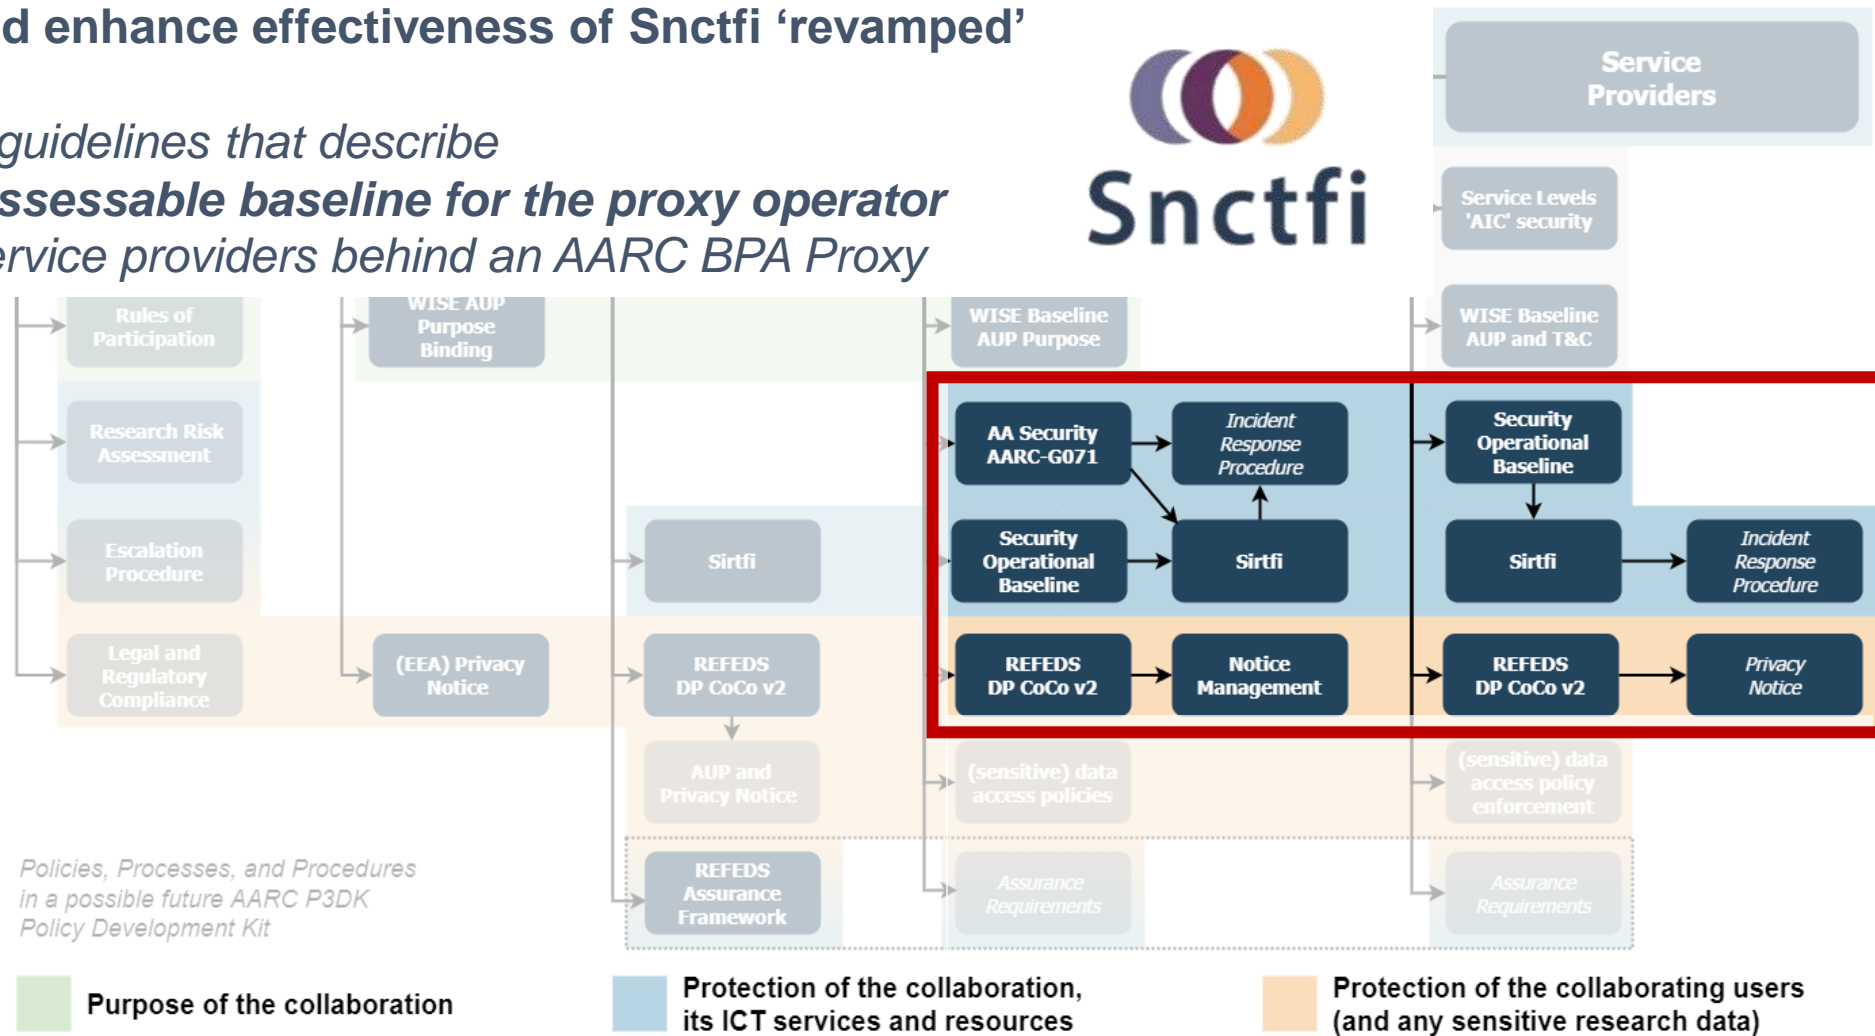 d enhance effectiveness of Snctfi ‘revamped’
guidelines that describe
ssessable baseline for the proxy operator
ervice providers behind an AARC BPA Proxy
Snctfi
Service
Providers
Service Levels
'AIC' security
Rules of
Participation
WISE AUP
Purpose
Binding
WISE Baseline
AUP Purpose
WISE Baseline
AUP and T&C
Research Risk
Assessment
AA Security
AARC-G071
Incident
Response
Procedure
Security
Operational
Baseline
Escalation
Procedure
Sirtfi
Security
Operational
Baseline
Sirtfi
Sirtfi
Incident
Response
Procedure
Legal and
Regulatory
Compliance
(EEA) Privacy
Notice
REFEDS
DP CoCo v2
REFEDS
DP CoCo v2
Notice
Management
REFEDS
DP CoCo v2
Privacy
Notice
AUP and
Privacy Notice
(sensitive) data
access policies
(sensitive) data
access policy
enforcement
Policies, Processes, and Procedures
in a possible future AARC P3DK
Policy Development Kit
REFEDS
Assurance
Framework
Assurance
Requirements
Assurance
Requirements
Purpose of the collaboration
Protection of the collaboration,
its ICT services and resources
Protection of the collaborating users
(and any sensitive research data)